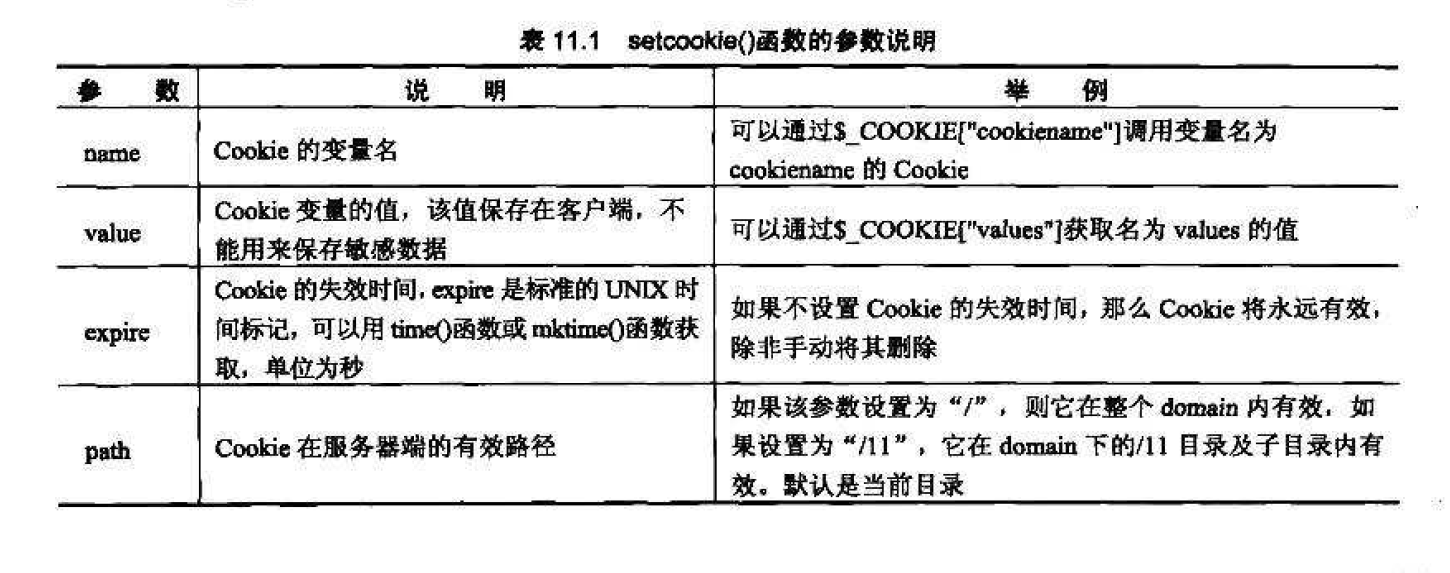 表 11.1 setcookie()函数的参数说明
参 数 说 明 举 例
name
Cookie 的变量名
可以通过$_COOKIE["cookiename"]调用变量名为
cookiename 的 Cookie
value
Cookie 变量的值，该值保存在客户端，不
能用来保存敏感数据
可以通过$_COOKIE["values"]获取名为 values 的值
expire
Cookie 的失效时间，expire 是标准的 UNIX 时
间标记，可以用 time()函数或 mktime()函数获
取，单位为秒
如果不设置 Cookie 的失效时间，那么 Cookie 将永远有效，
除非手动将其删除
path
Cookie 在服务器端的有效路径
如果该参数设置为“/”，则它在整个 domain 内有效，如
果设置为“/11”，它在 domain 下的/11 目录及子目录内有
效。默认是当前目录